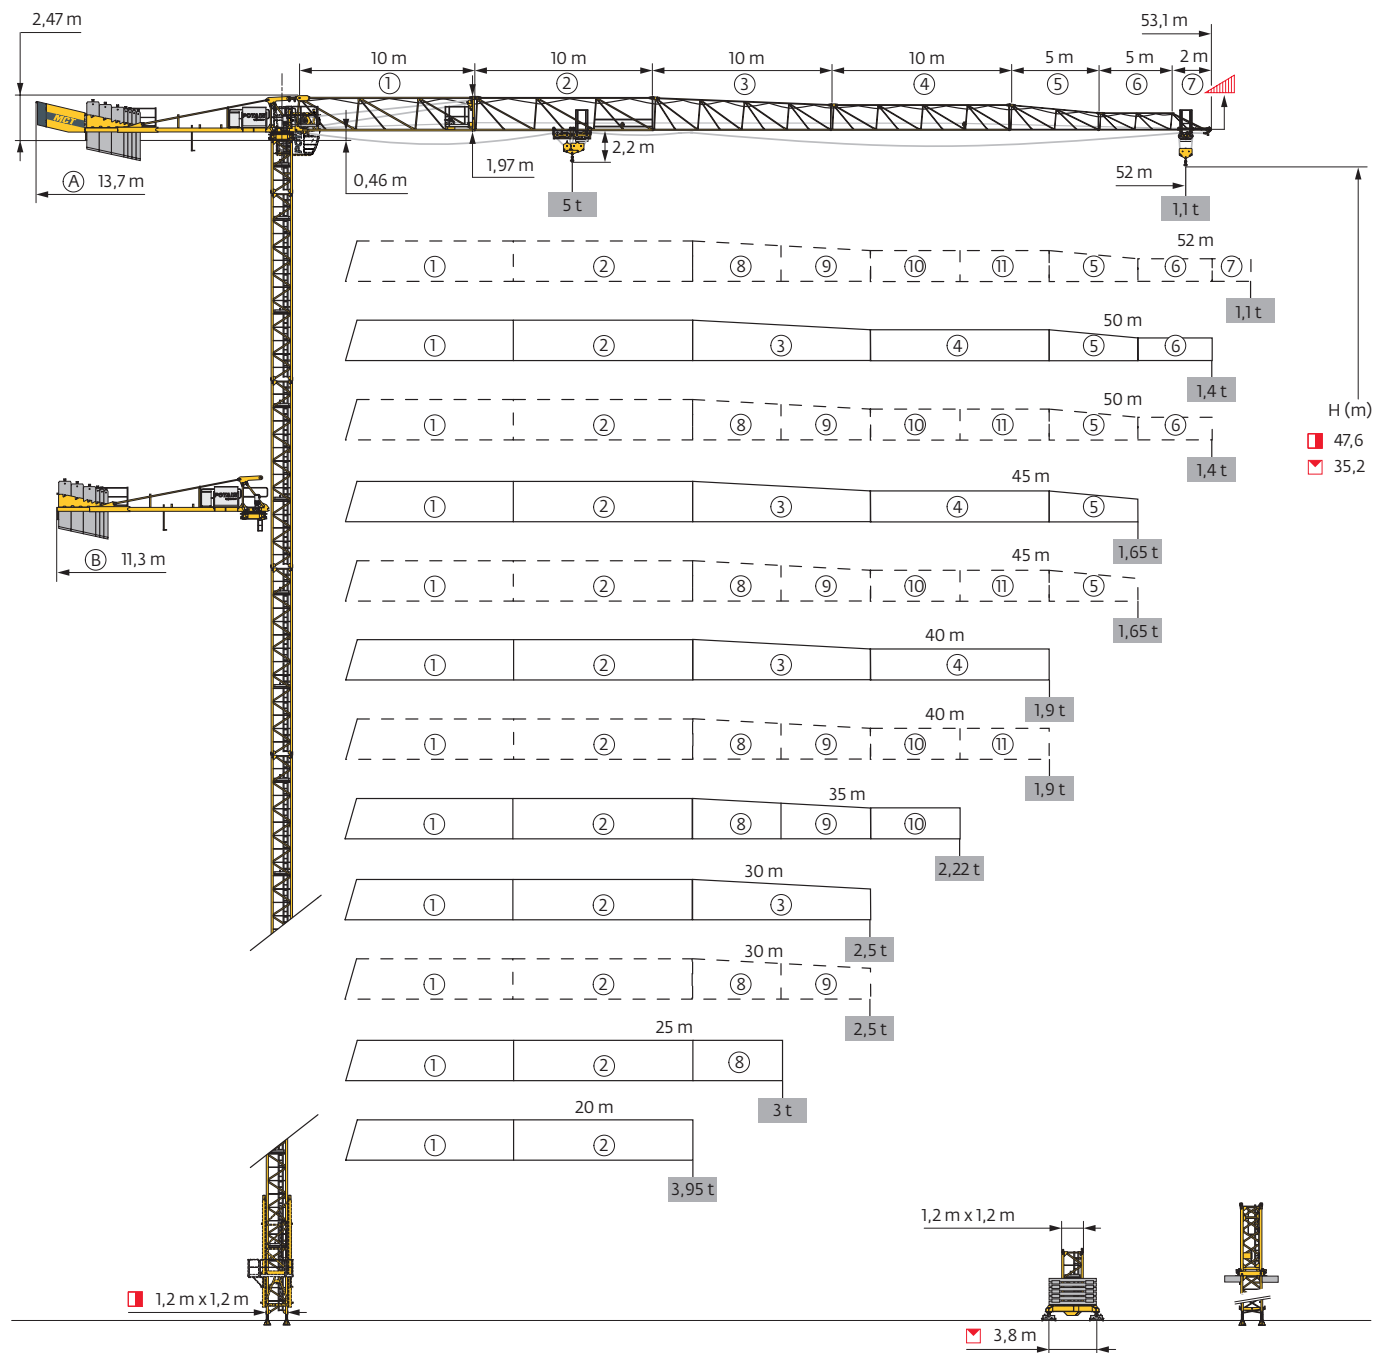 2,47 m
53,1 m
10 m
10 m
10 m
10 m
5 m
5 m
2 m
1
2
3
4
5
6
7
MCT
POTAIN
A 13,7 m
0,46 m
1,97 m
2,2 m
52 m
5 t
1,1 t
52 m
1 2 8 9 10 11 5 6 7
1,1 t
50 m
1 2 3 4 5 6
1,4 t
50 m
1 2 8 9 10 11 5 6
1,4 t
H (m)
47,6
35,2
45 m
1 2 3 4 5
1,65 t
POTAIN
B 11,3 m
45 m
1 2 8 9 10 11 5
1,65 t
40 m
1 2 3 4
1,9 t
40 m
1 2 8 9 10 11
1,9 t
35 m
1 2 8 9 10
2,22 t
30 m
1 2 3
2,5 t
30 m
1 2 8 9
2,5 t
25 m
1 2 8
3 t
20 m
1 2
3,95 t
1,2 m x 1,2 m
1,2 m x 1,2 m
3,8 m